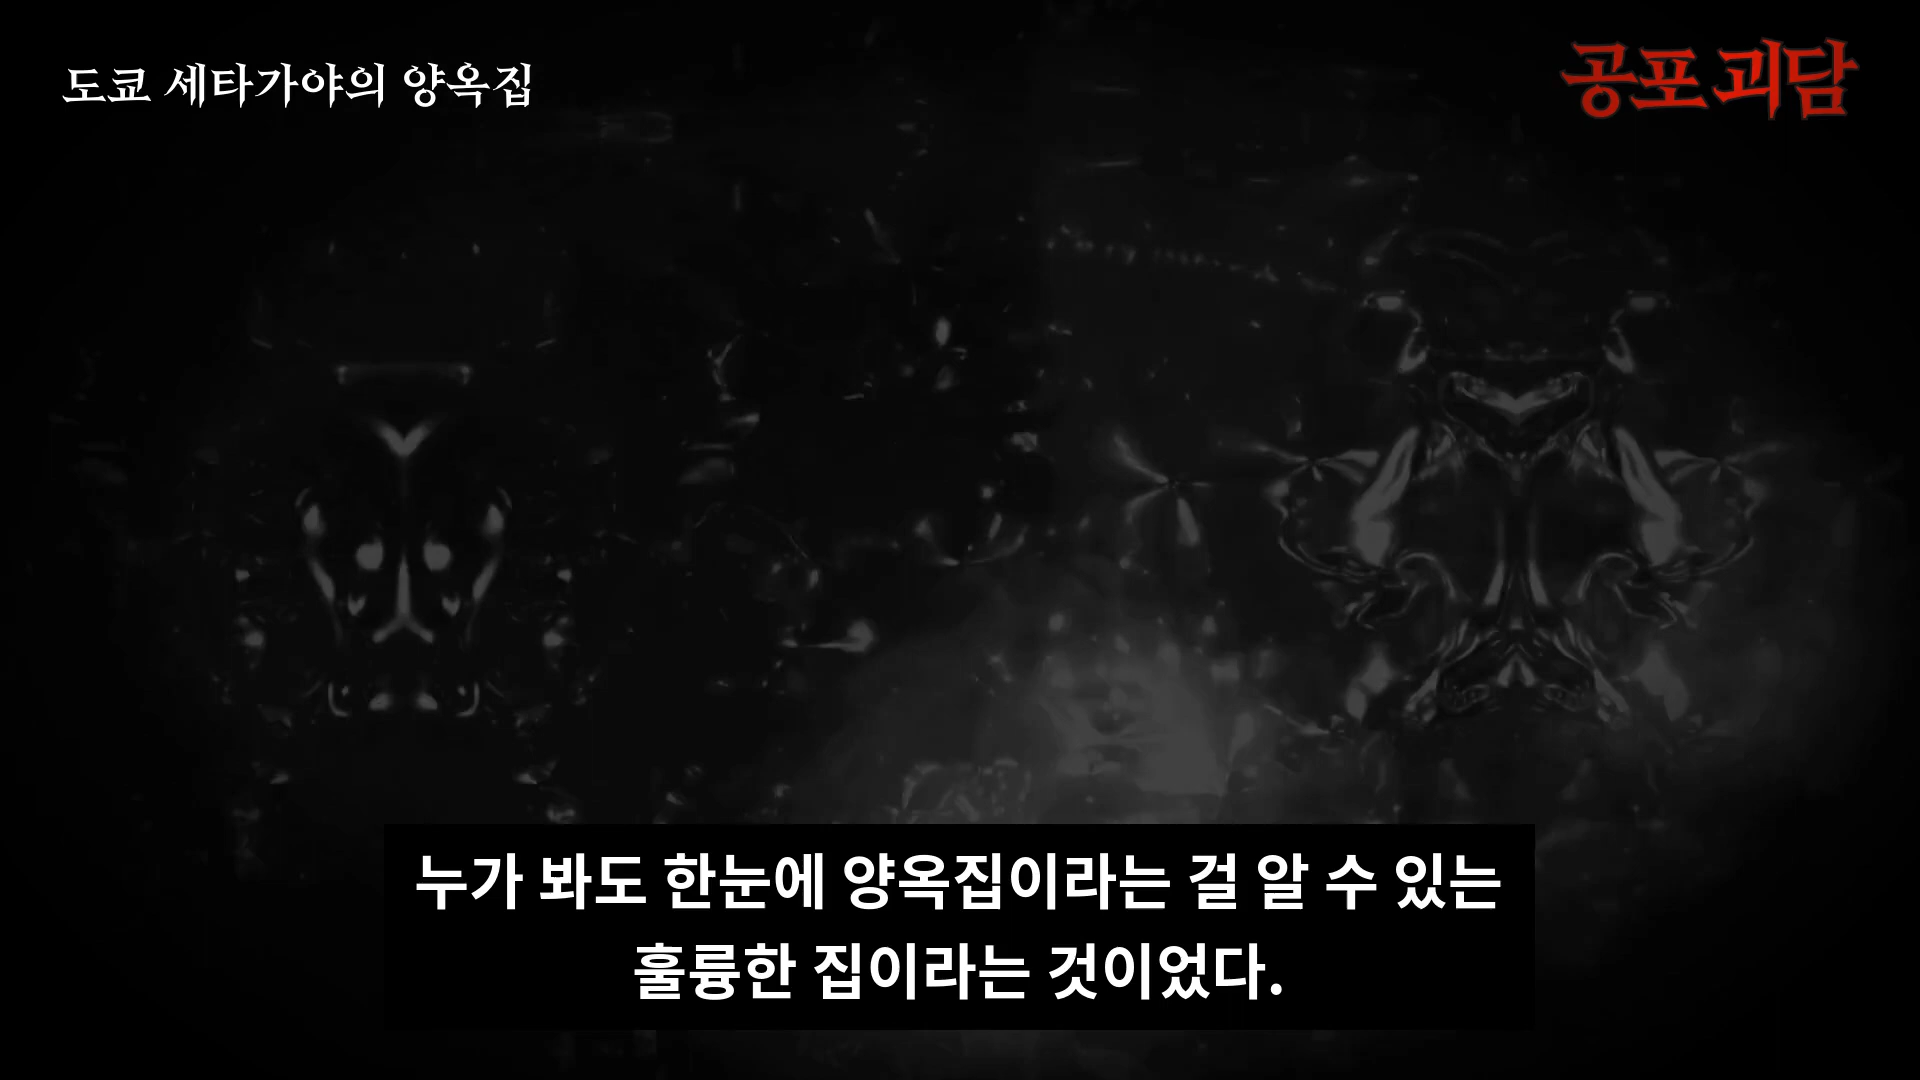 도쿄 세타가야의 양옥집
공포 괴담
누가 봐도 한눈에 양옥집이라는 걸 알 수 있는
훌륭한 집이라는 것이었다.